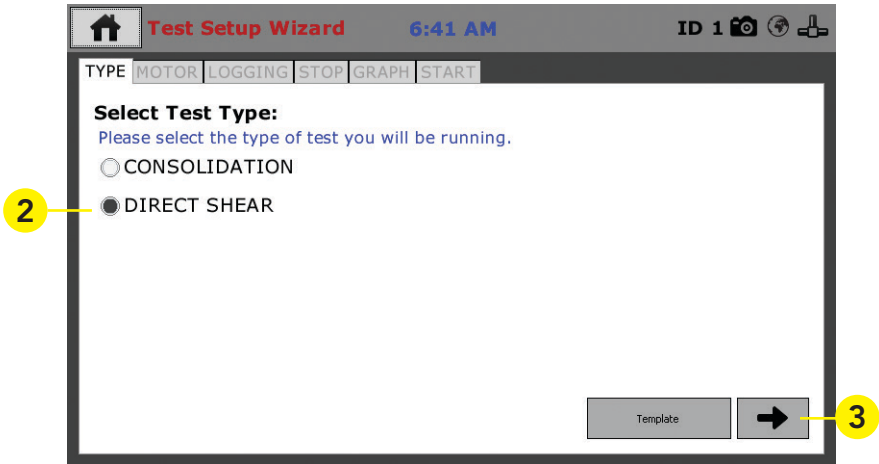 Test Setup Wizard 6:41 AM ID 1
TYPE MOTOR LOGGING STOP GRAPH START
Select Test Type:
Please select the type of test you will be running.
CONSOLIDATION
2 DIRECT SHEAR
Template 3